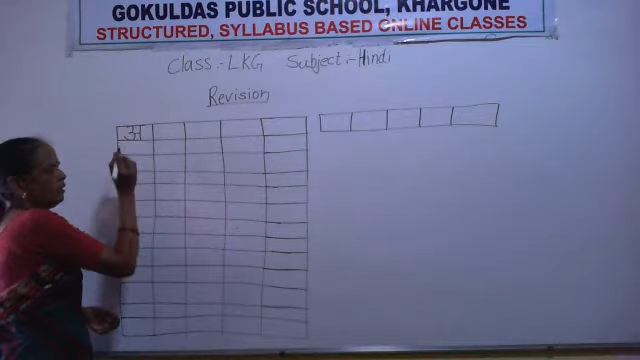 GOKULDAS PUBLIC SCHOOL, KHARGONE
STRUCTURED, SYLLABUS BASED ONLINE CLASSES
Class:- LKG Subject:- Hindi
Revision
अ